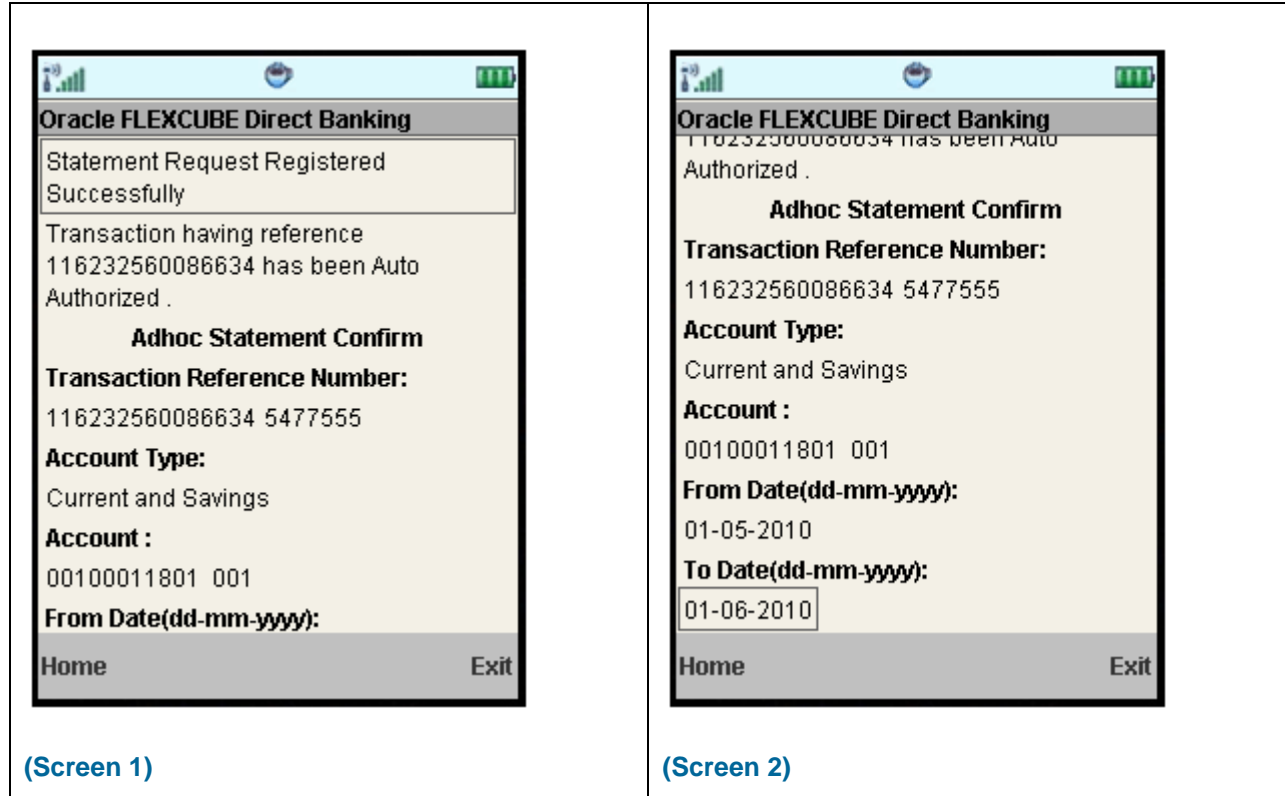 Oracle FLEXCUBE Direct Banking
Statement Request Registered
Successfully
Transaction having reference
116232560086634 has been Auto
Authorized .
Adhoc Statement Confirm
Transaction Reference Number:
116232560086634 5477555
Account Type:
Current and Savings
Account :
00100011801 001
From Date(dd-mm-yyyy):
Home Exit
(Screen 1)
Oracle FLEXCUBE Direct Banking
116232560086634 has been Auto
Authorized .
Adhoc Statement Confirm
Transaction Reference Number:
116232560086634 5477555
Account Type:
Current and Savings
Account :
00100011801 001
From Date(dd-mm-yyyy):
01-05-2010
To Date(dd-mm-yyyy):
01-06-2010
Home Exit
(Screen 2)